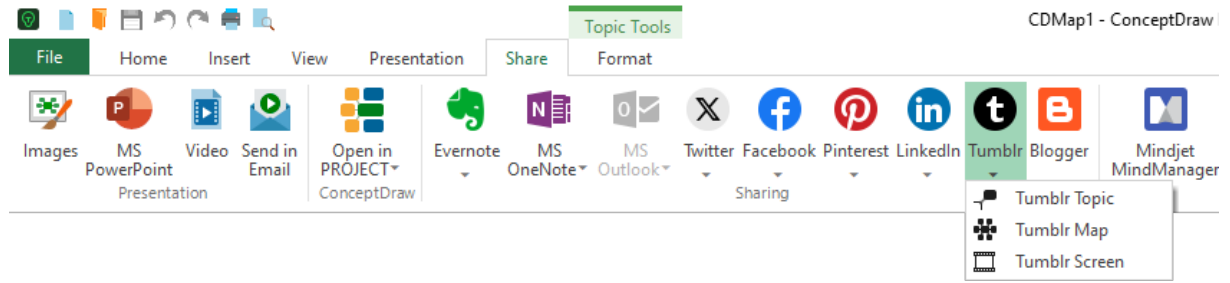 Topic Tools
CDMap1 - ConceptDraw
File Home Insert View Presentation Share Format
Images
MS PowerPoint
Video
Send in Email
Open in PROJECT
Evernote
MS OneNote
MS Outlook
Twitter
Facebook
Pinterest
LinkedIn
Tumblr
Blogger
Mindjet MindManager
Presentation
ConceptDraw
Sharing
Tumblr Topic
Tumblr Map
Tumblr Screen